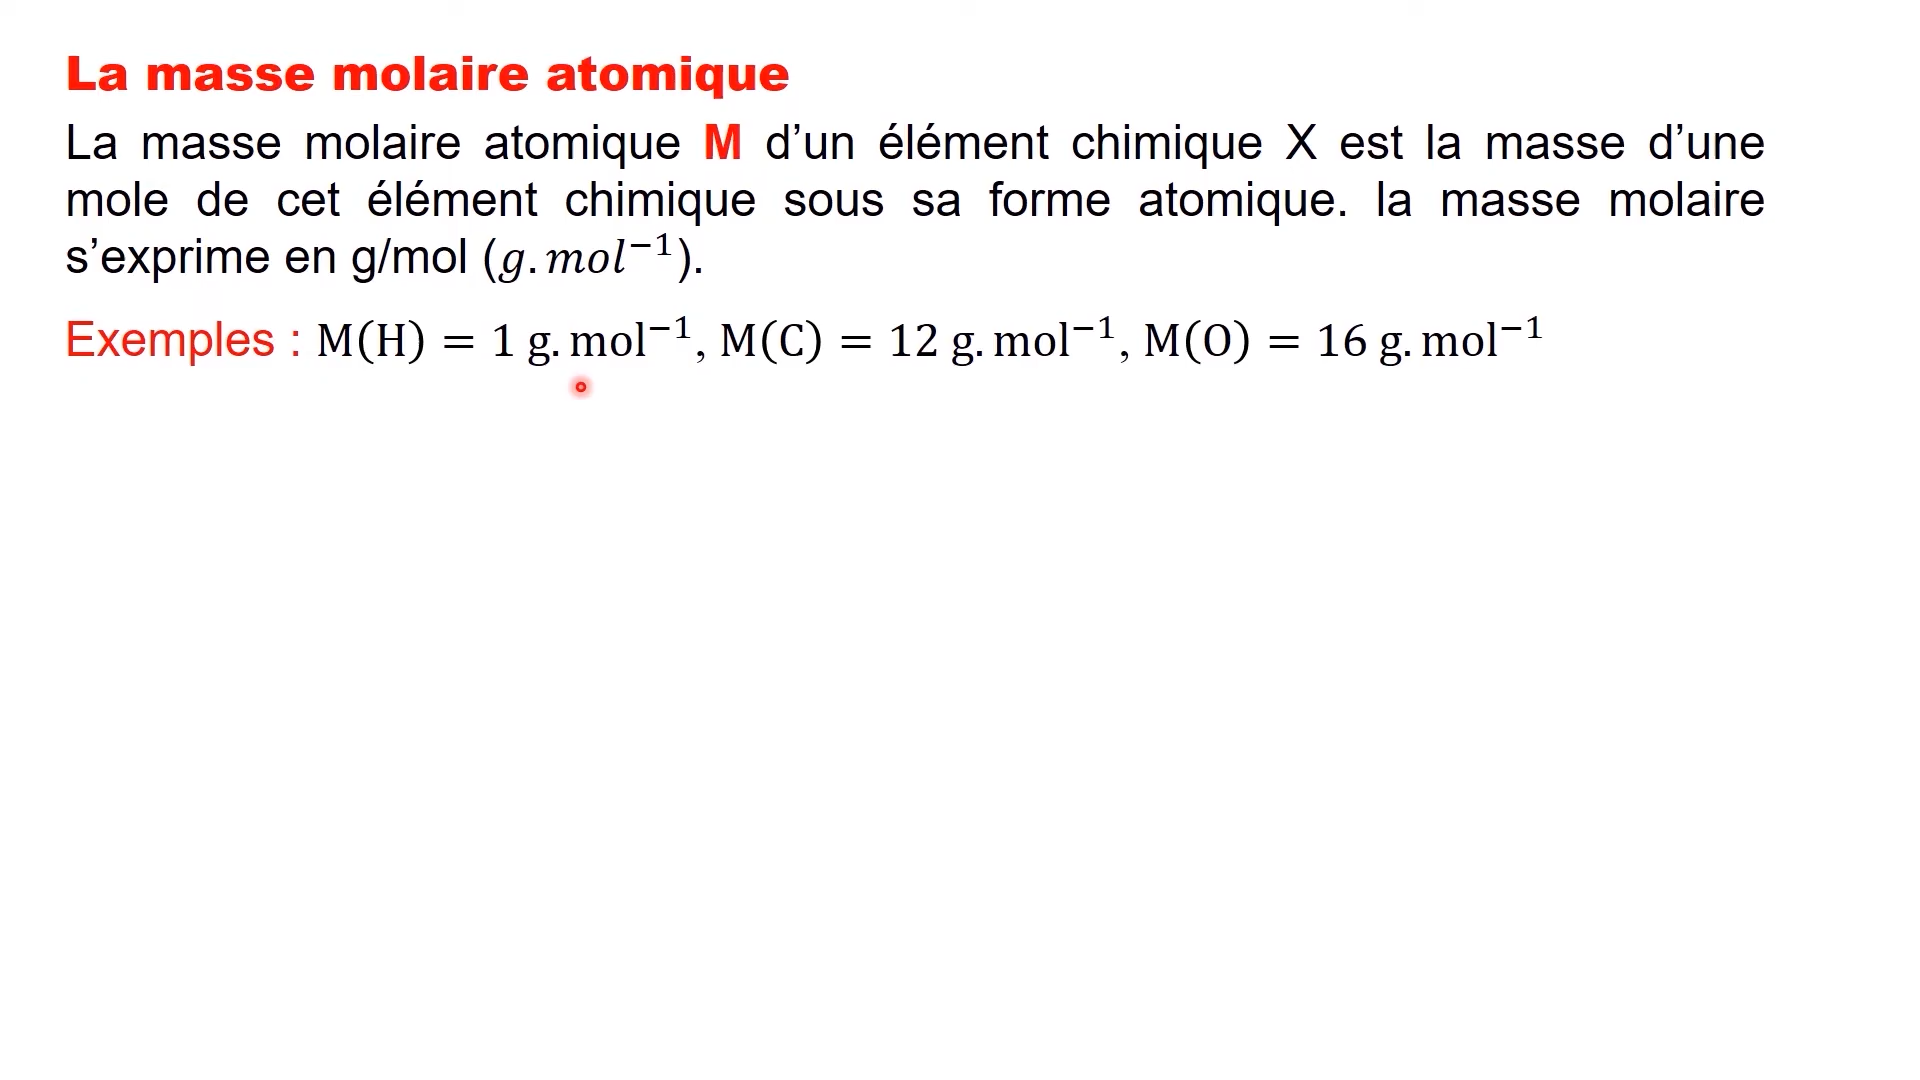 La masse molaire atomique
La masse molaire atomique M d’un élément chimique X est la masse d’une
mole de cet élément chimique sous sa forme atomique. la masse molaire
s’exprime en g/mol (g.mol⁻¹).
Exemples : M(H) = 1 g. mol⁻¹, M(C) = 12 g. mol⁻¹, M(O) = 16 g. mol⁻¹